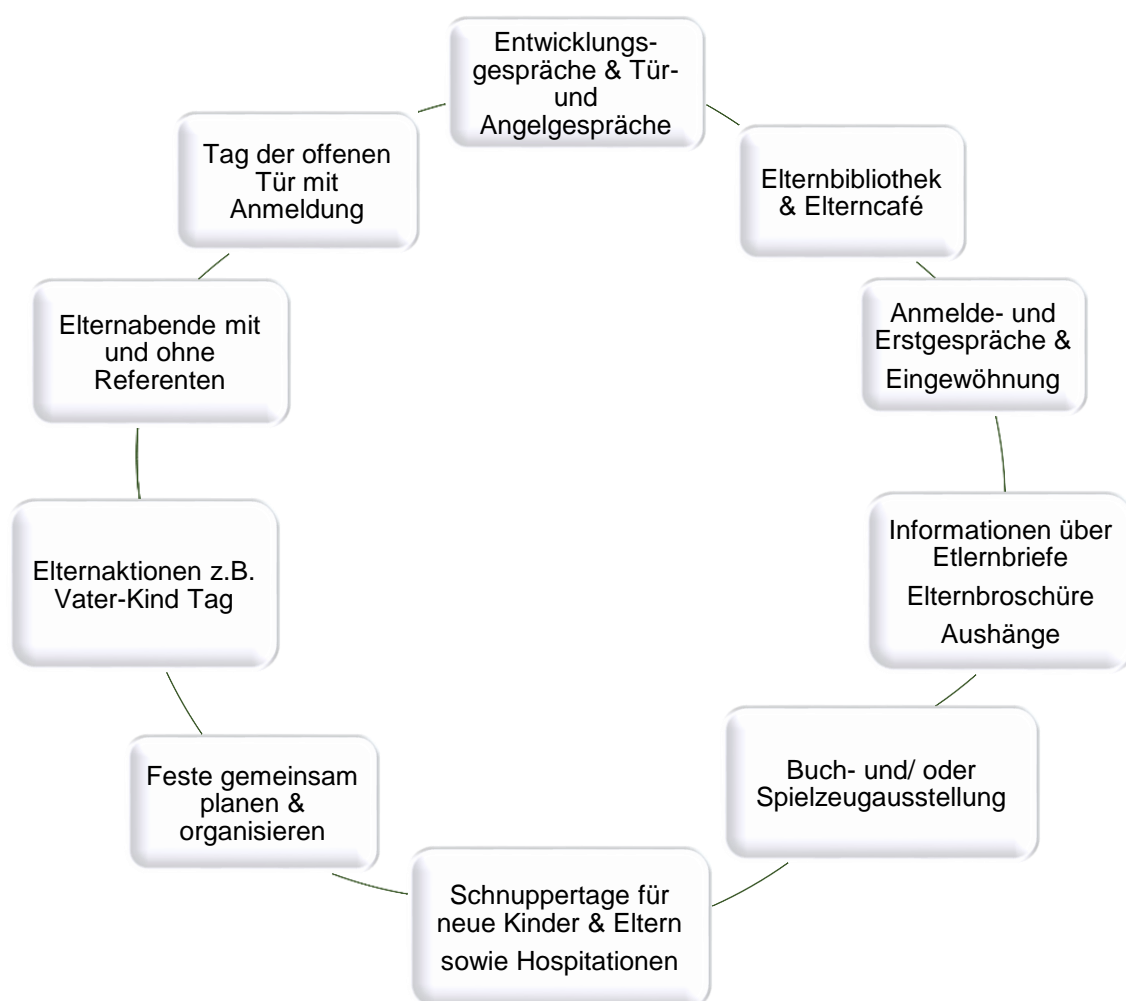 Entwicklungs-
gespräche & Tür-
und
Angelgespräche
Elternbibliothek
& Elterncafé
Anmelde- und
Erstgespräche &
Eingewöhnung
Informationen über
Etlernbriefe
Elternbroschüre
Aushänge
Buch- und/ oder
Spielzeugausstellung
Schnuppertage für
neue Kinder & Eltern
sowie Hospitationen
Feste gemeinsam
planen &
organisieren
Elternaktionen z.B.
Vater-Kind Tag
Elternabende mit
und ohne
Referenten
Tag der offenen
Tür mit
Anmeldung